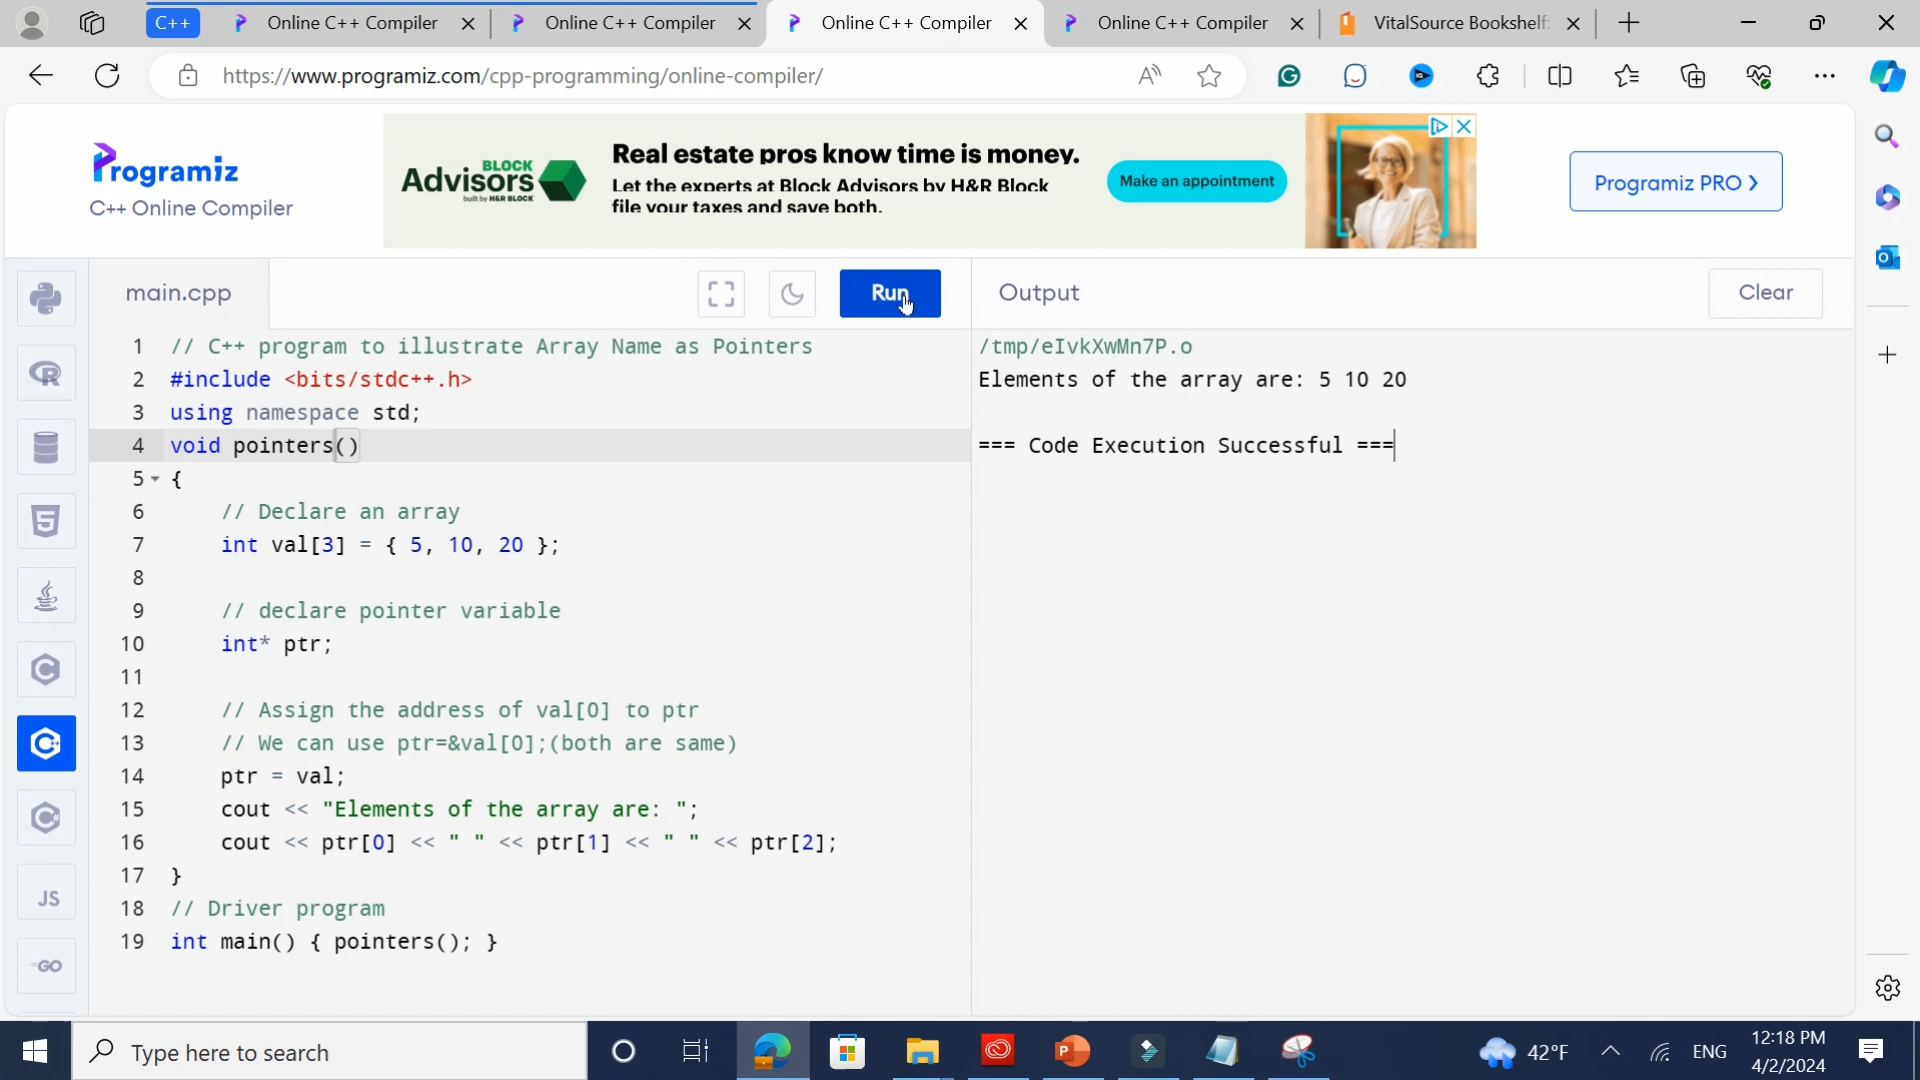 C++
Online C++ Compiler
Online C++ Compiler
Online C++ Compiler
Online C++ Compiler
VitalSource Bookshelf:
https://www.programiz.com/cpp-programming/online-compiler/
Programiz
C++ Online Compiler
BLOCK
Advisors
built by H&R BLOCK
Real estate pros know time is money.
Let the experts at Block Advisors by H&R Block
file your taxes and save both.
Make an appointment
Programiz PRO >
main.cpp
Run
Output
Clear
1 // C++ program to illustrate Array Name as Pointers
2 #include <bits/stdc++.h>
3 using namespace std;
4 void pointers()
5 {
6 // Declare an array
7 int val[3] = { 5, 10, 20 };
8
9 // declare pointer variable
10 int* ptr;
11
12 // Assign the address of val[0] to ptr
13 // We can use ptr=&val[0];(both are same)
14 ptr = val;
15 cout << "Elements of the array are: ";
16 cout << ptr[0] << " " << ptr[1] << " " << ptr[2];
17 }
18 // Driver program
19 int main() { pointers(); }
/tmp/eIvkXwMn7P.o
Elements of the array are: 5 10 20
=== Code Execution Successful ===
JS
GO
Type here to search
42°F
ENG
12:18 PM
4/2/2024